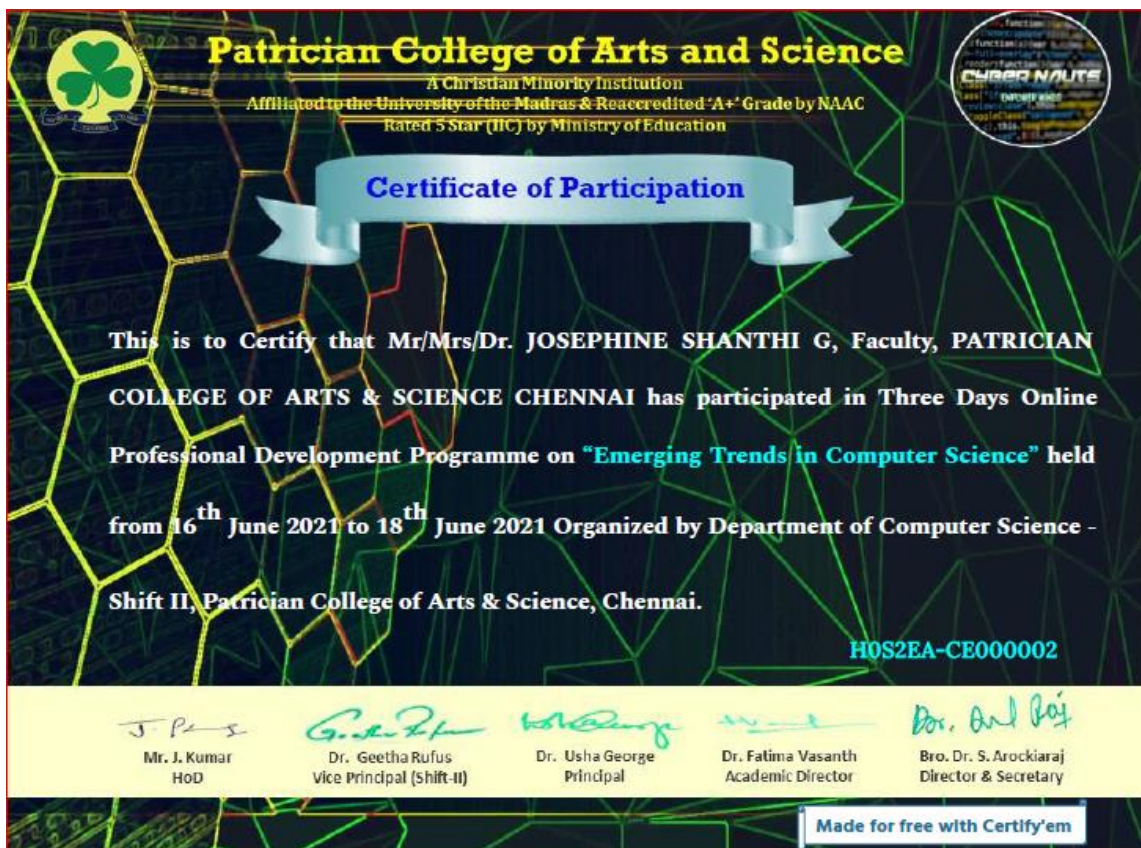 Patrician College of Arts and Science
A Christian Minority Institution
Affiliated to the University of the Madras & Reaccredited 'A+' Grade by NAAC
Rated 5 Star (IIC) by Ministry of Education
CYBER NAUTS
Certificate of Participation
This is to Certify that Mr/Mrs/Dr. JOSEPHINE SHANTHI G, Faculty, PATRICIAN
COLLEGE OF ARTS & SCIENCE CHENNAI has participated in Three Days Online
Professional Development Programme on “Emerging Trends in Computer Science” held
from 16th June 2021 to 18th June 2021 Organized by Department of Computer Science -
Shift II, Patrician College of Arts & Science, Chennai.
H0S2EA-CE000002
Mr. J. Kumar
HoD
Dr. Geetha Rufus
Vice Principal (Shift-II)
Dr. Usha George
Principal
Dr. Fatima Vasanth
Academic Director
Bro. Dr. S. Arockiaraj
Director & Secretary
Made for free with Certify'em